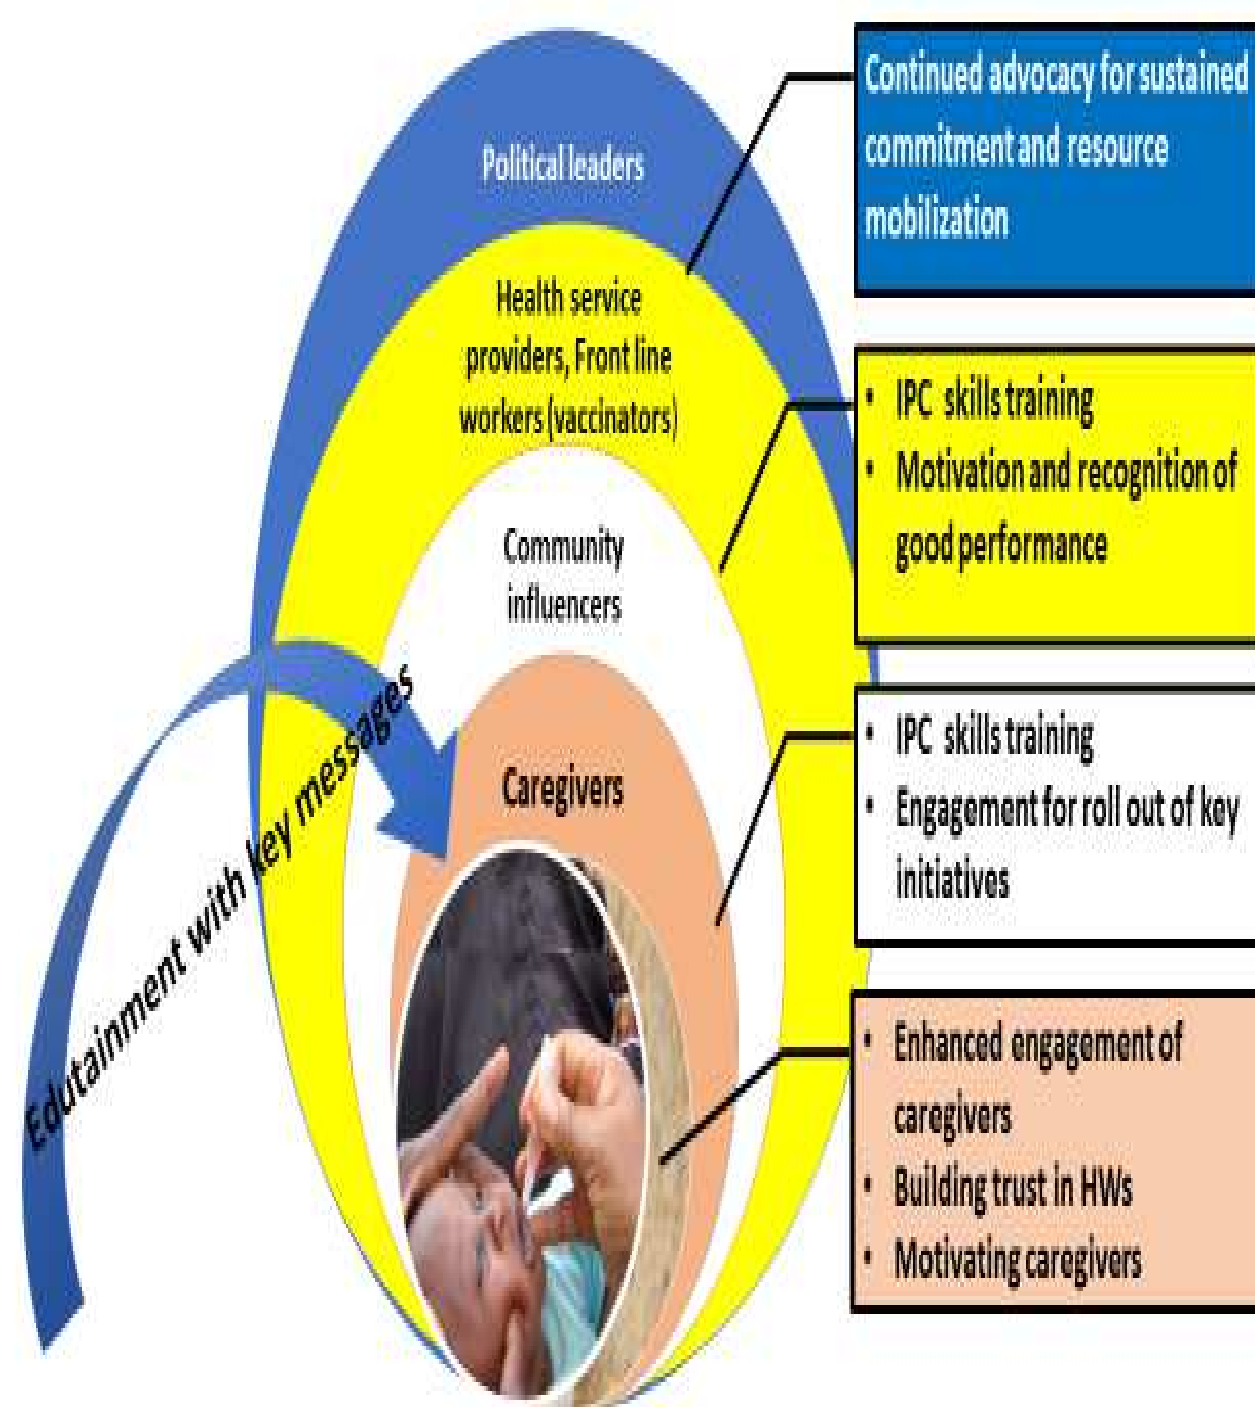 Political leaders
Health service
providers, Front line
workers (vaccinators)
Community
influencers
Caregivers
Edutainment with key messages
Continued advocacy for sustained
commitment and resource
mobilization
• IPC skills training
• Motivation and recognition of
good performance
• IPC skills training
• Engagement for roll out of key
initiatives
• Enhanced engagement of
caregivers
• Building trust in HWs
• Motivating caregivers